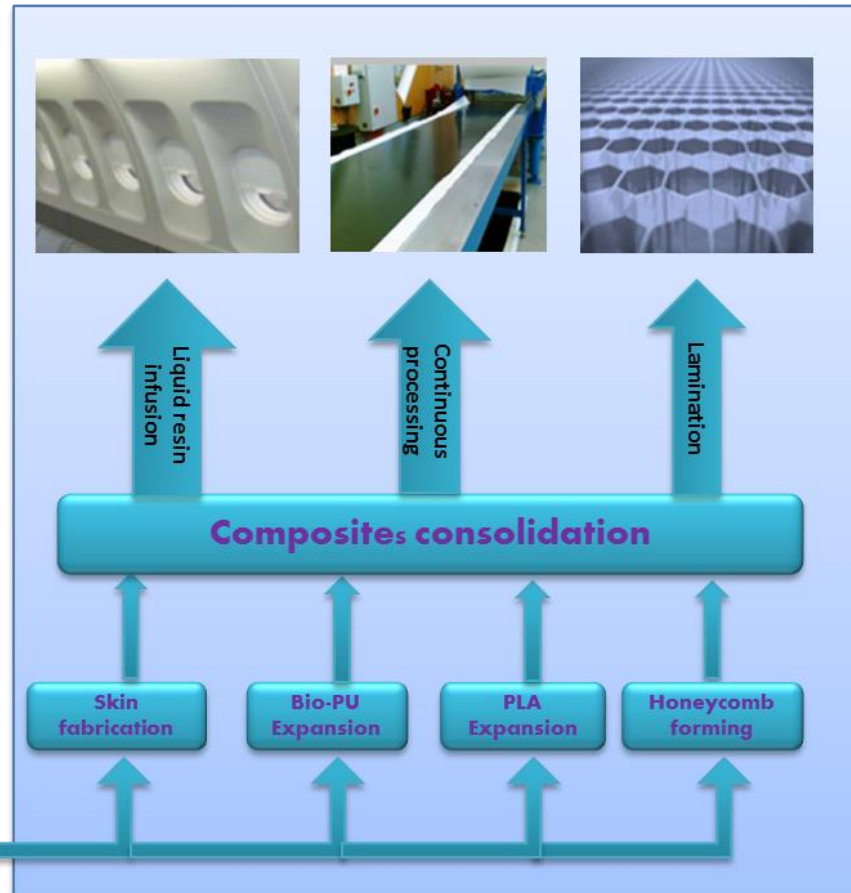 Liquid resin
infusion
Continuous
processing
Lamination
Composites consolidation
Skin
fabrication
Bio-PU
Expansion
PLA
Expansion
Honeycomb
forming